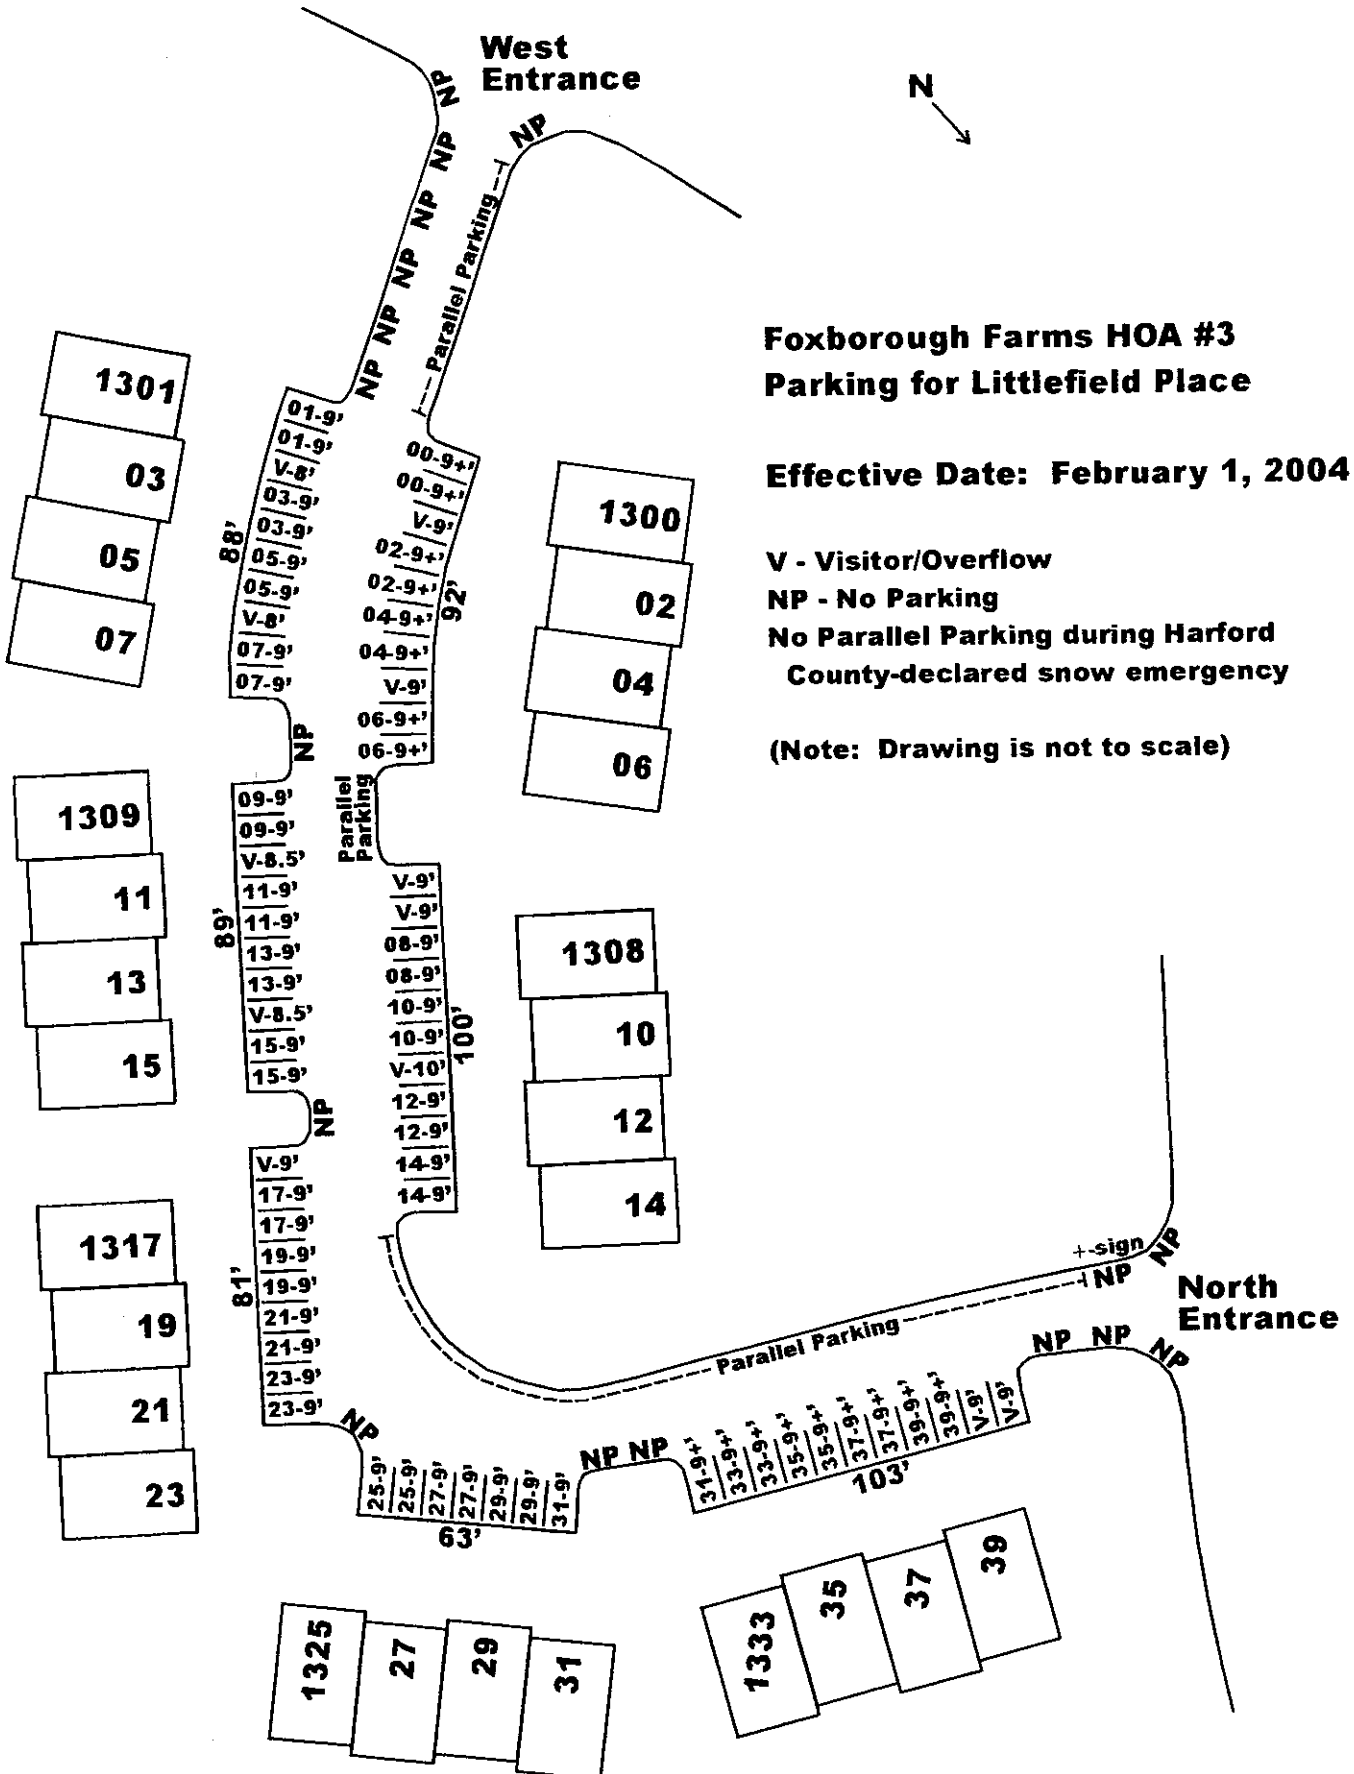 West
Entrance
N
NP
NP
NP
NP
NP
NP
NP
Parallel Parking
Foxborough Farms HOA #3
Parking for Littlefield Place
Effective Date: February 1, 2004
V - Visitor/Overflow
NP - No Parking
No Parallel Parking during Harford
County-declared snow emergency
(Note: Drawing is not to scale)
1301
03
05
07
01-9'
01-9'
V-8'
03-9'
03-9'
05-9'
05-9'
V-8'
07-9'
07-9'
88'
00-9+'
00-9+'
V-9'
02-9+'
02-9+'
04-9+'
04-9+'
V-9'
06-9+'
06-9+'
92'
1300
02
04
06
NP
Parallel
Parking
1309
11
13
15
09-9'
09-9'
V-8.5'
11-9'
11-9'
13-9'
13-9'
V-8.5'
15-9'
15-9'
89'
V-9'
V-9'
08-9'
08-9'
10-9'
10-9'
V-10'
12-9'
12-9'
14-9'
14-9'
100'
1308
10
12
14
NP
1317
19
21
23
V-9'
17-9'
17-9'
19-9'
19-9'
21-9'
21-9'
23-9'
23-9'
81'
NP
Parallel Parking
+-sign
NP
NP
North
Entrance
NP NP NP
25-9'
25-9'
27-9'
27-9'
29-9'
29-9'
31-9'
63'
NP NP
31-9+'
33-9+'
33-9+'
35-9+'
35-9+'
37-9+'
37-9+'
39-9+'
39-9+'
V-9'
V-9'
103'
1325
27
29
31
1333
35
37
39